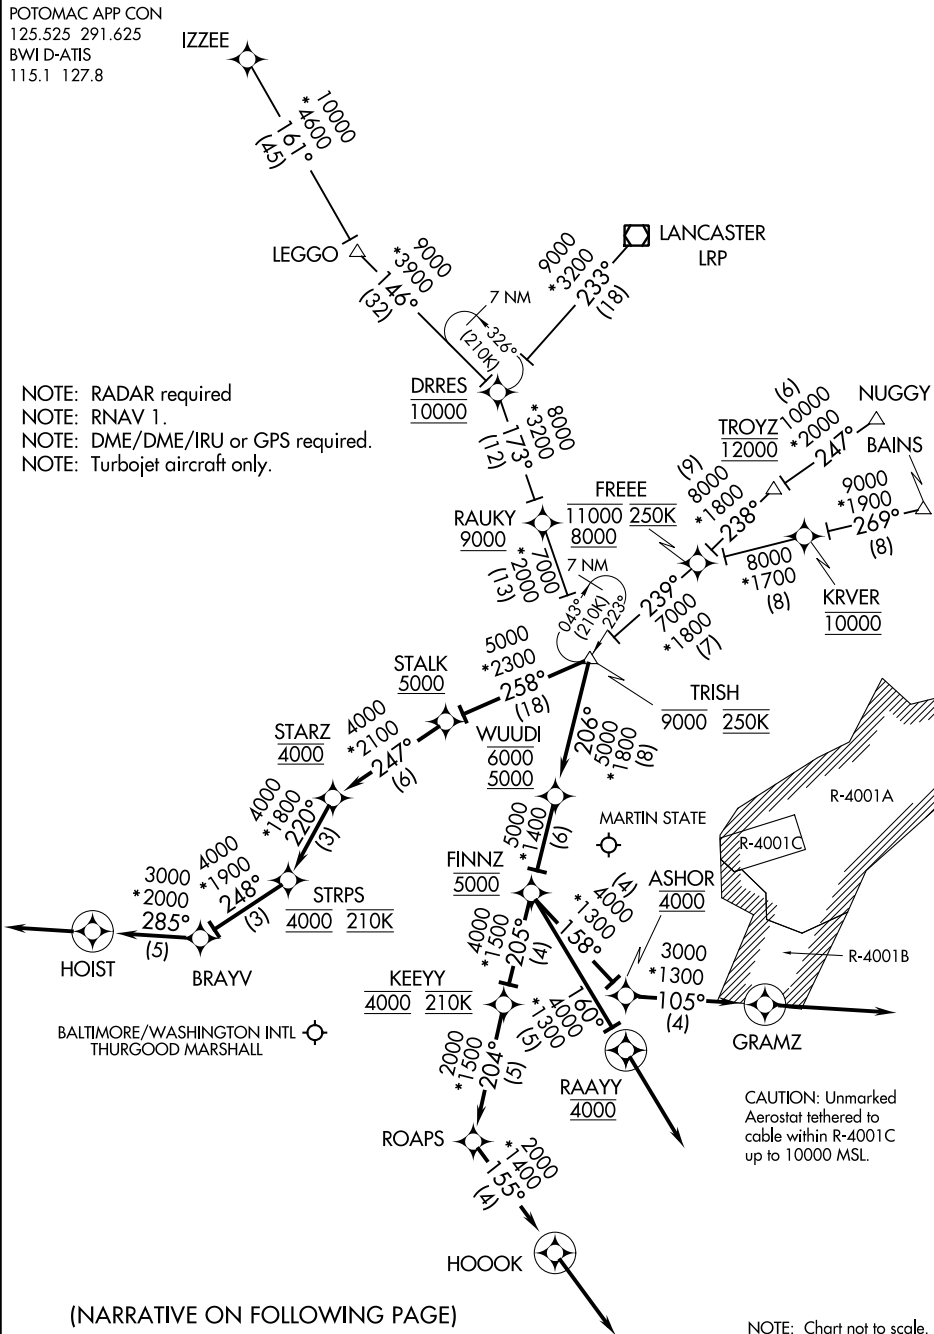 POTOMAC APP CON
125.525 291.625
BWI D-ATIS
115.1 127.8
IZZEE
10000
*4600
161°
(45)
LEGGO
9000
*3900
146°
(32)
LANCASTER
LRP
9000
*3200
233°
(18)
7 NM
326°
(210K)
DRRES
10000
NOTE: RADAR required
NOTE: RNAV 1.
NOTE: DME/DME/IRU or GPS required.
NOTE: Turbojet aircraft only.
8000
*3200
173°
(12)
NUGGY
(6)
10000
*2000
247°
TROYZ
12000
BAINS
9000
*1900
269°
(8)
(9)
8000
*1800
238°
FREEE
11000 250K
8000
RAUKY
9000
7000
*2000
(13)
8000
*1700
(8)
KRVER
10000
7 NM
043°
(210K)
223°
239°
7000
*1800
(7)
TRISH
9000 250K
5000
*2300
258°
(18)
STALK
5000
4000
*2100
247°
(6)
STARZ
4000
4000
*1800
220°
(3)
STRPS
4000 210K
4000
*1900
248°
(3)
BRAYV
3000
*2000
285°
(5)
HOIST
206°
5000
*1800
(8)
WUUDI
6000
5000
5000
*1400
(6)
MARTIN STATE
FINNZ
5000
R-4001A
R-4001C
R-4001B
(4)
4000
*1300
158°
ASHOR
4000
3000
*1300
105°
(4)
GRAMZ
4000
*1500
205°
(4)
KEEYY
4000 210K
160°
4000
*1300
(5)
RAAYY
4000
BALTIMORE/WASHINGTON INTL
THURGOOD MARSHALL
2000
*1500
204°
(5)
ROAPS
2000
*1400
155°
(4)
HOOOK
CAUTION: Unmarked
Aerostat tethered to
cable within R-4001C
up to 10000 MSL.
(NARRATIVE ON FOLLOWING PAGE)
NOTE: Chart not to scale.